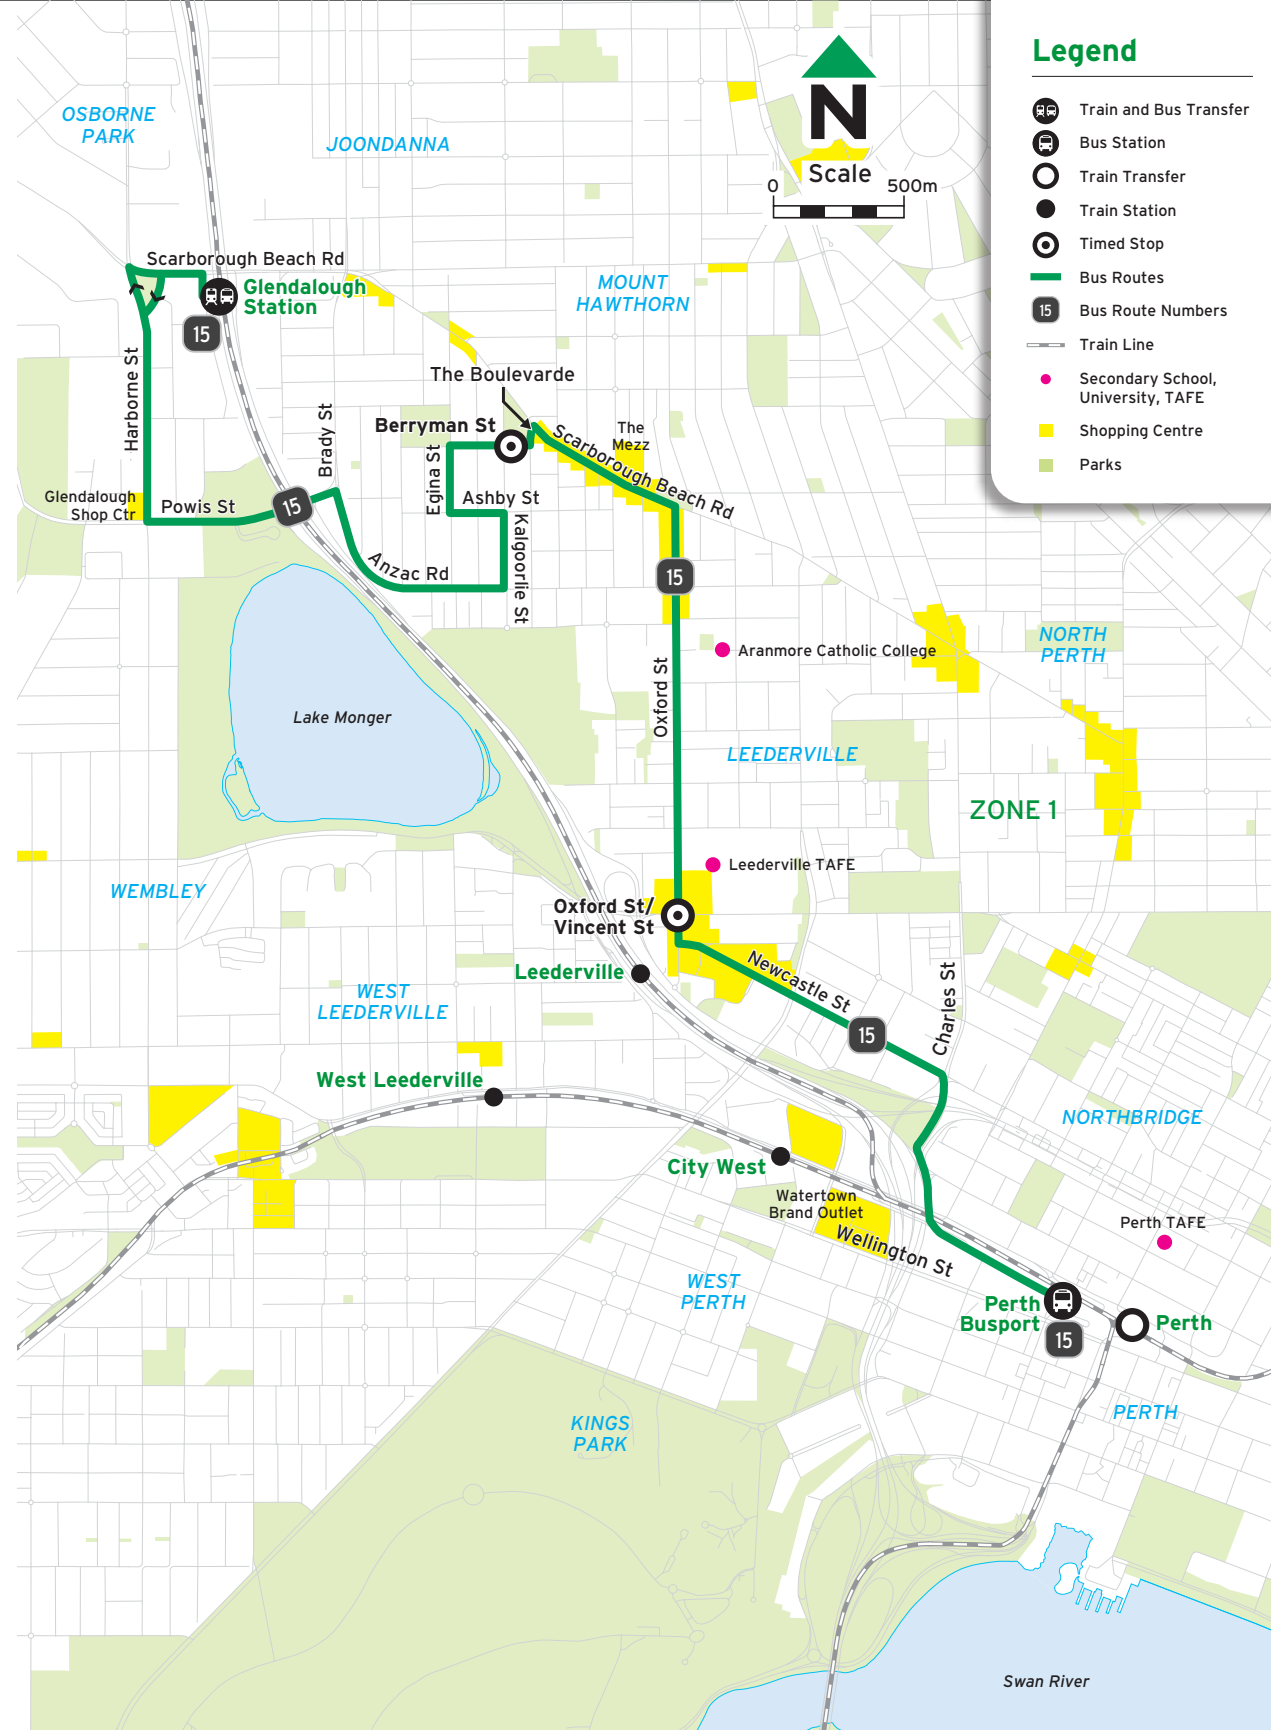 Legend
Train and Bus Transfer
Bus Station
Train Transfer
Train Station
Timed Stop
Bus Routes
15
Bus Route Numbers
Train Line
Secondary School,
University, TAFE
Shopping Centre
Parks
N
Scale
0
500m
OSBORNE
PARK
JOONDANNA
Scarborough Beach Rd
Glendalough
Station
15
MOUNT
HAWTHORN
The Boulevarde
Harborne St
Brady St
Berryman St
The
Mezz
Scarborough Beach Rd
Egina St
Ashby St
Glendalough
Shop Ctr
Powis St
15
Kalgoorlie St
Anzac Rd
15
NORTH
PERTH
Aranmore Catholic College
Oxford St
Lake Monger
LEEDERVILLE
ZONE 1
Leederville TAFE
WEMBLEY
Oxford St/
Vincent St
Newcastle St
Leederville
Charles St
WEST
LEEDERVILLE
15
West Leederville
NORTHBRIDGE
City West
Watertown
Brand Outlet
Perth TAFE
Wellington St
WEST
PERTH
Perth
Busport
15
Perth
PERTH
KINGS
PARK
Swan River